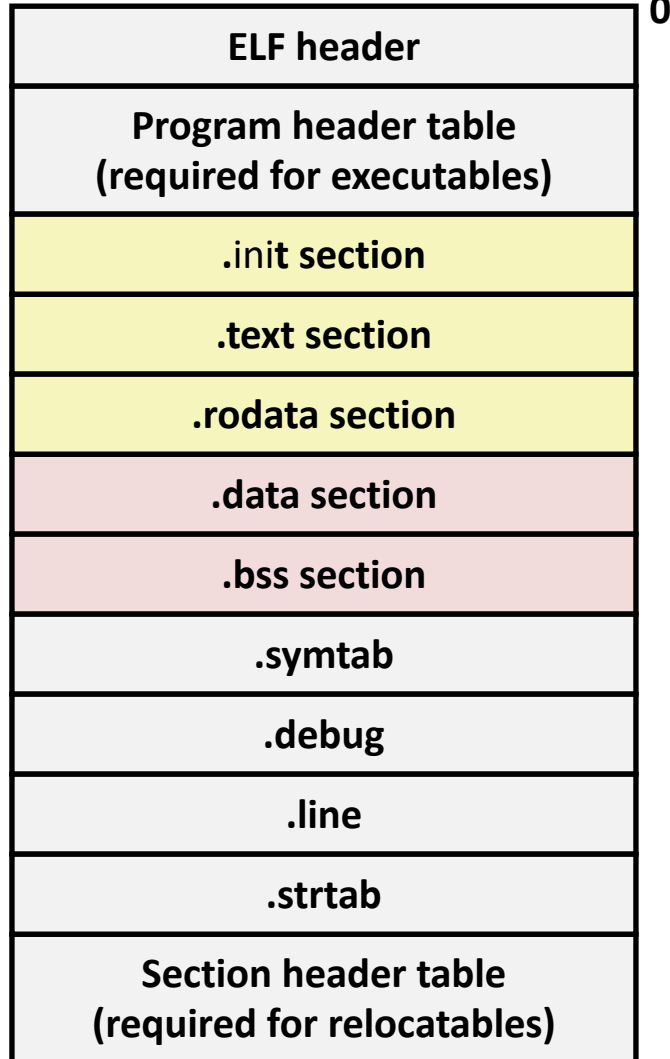 0
ELF header
Program header table
(required for executables)
.init section
.text section
.rodata section
.data section
.bss section
.symtab
.debug
.line
.strtab
Section header table
(required for relocatables)